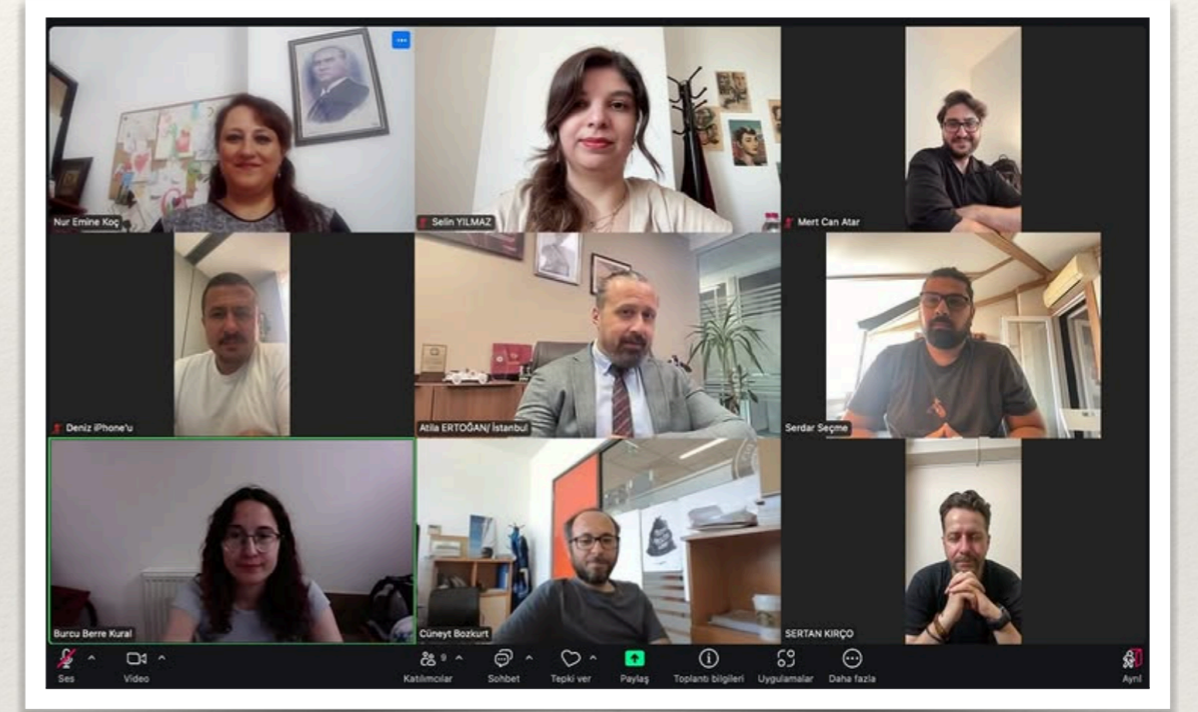 Nur Emine Koç
Selin YILMAZ
Mert Can Atar
Deniz iPhone'u
Atila ERTOĞAN/ İstanbul
Serdar Seçme
Burcu Berre Kural
Cüneyt Bozkurt
SERTAN KIRÇO
Ses
Video
9
Katılımcılar
Sohbet
Tepki ver
Paylaş
Toplantı bilgileri
Uygulamalar
Daha fazla
Ayrıl